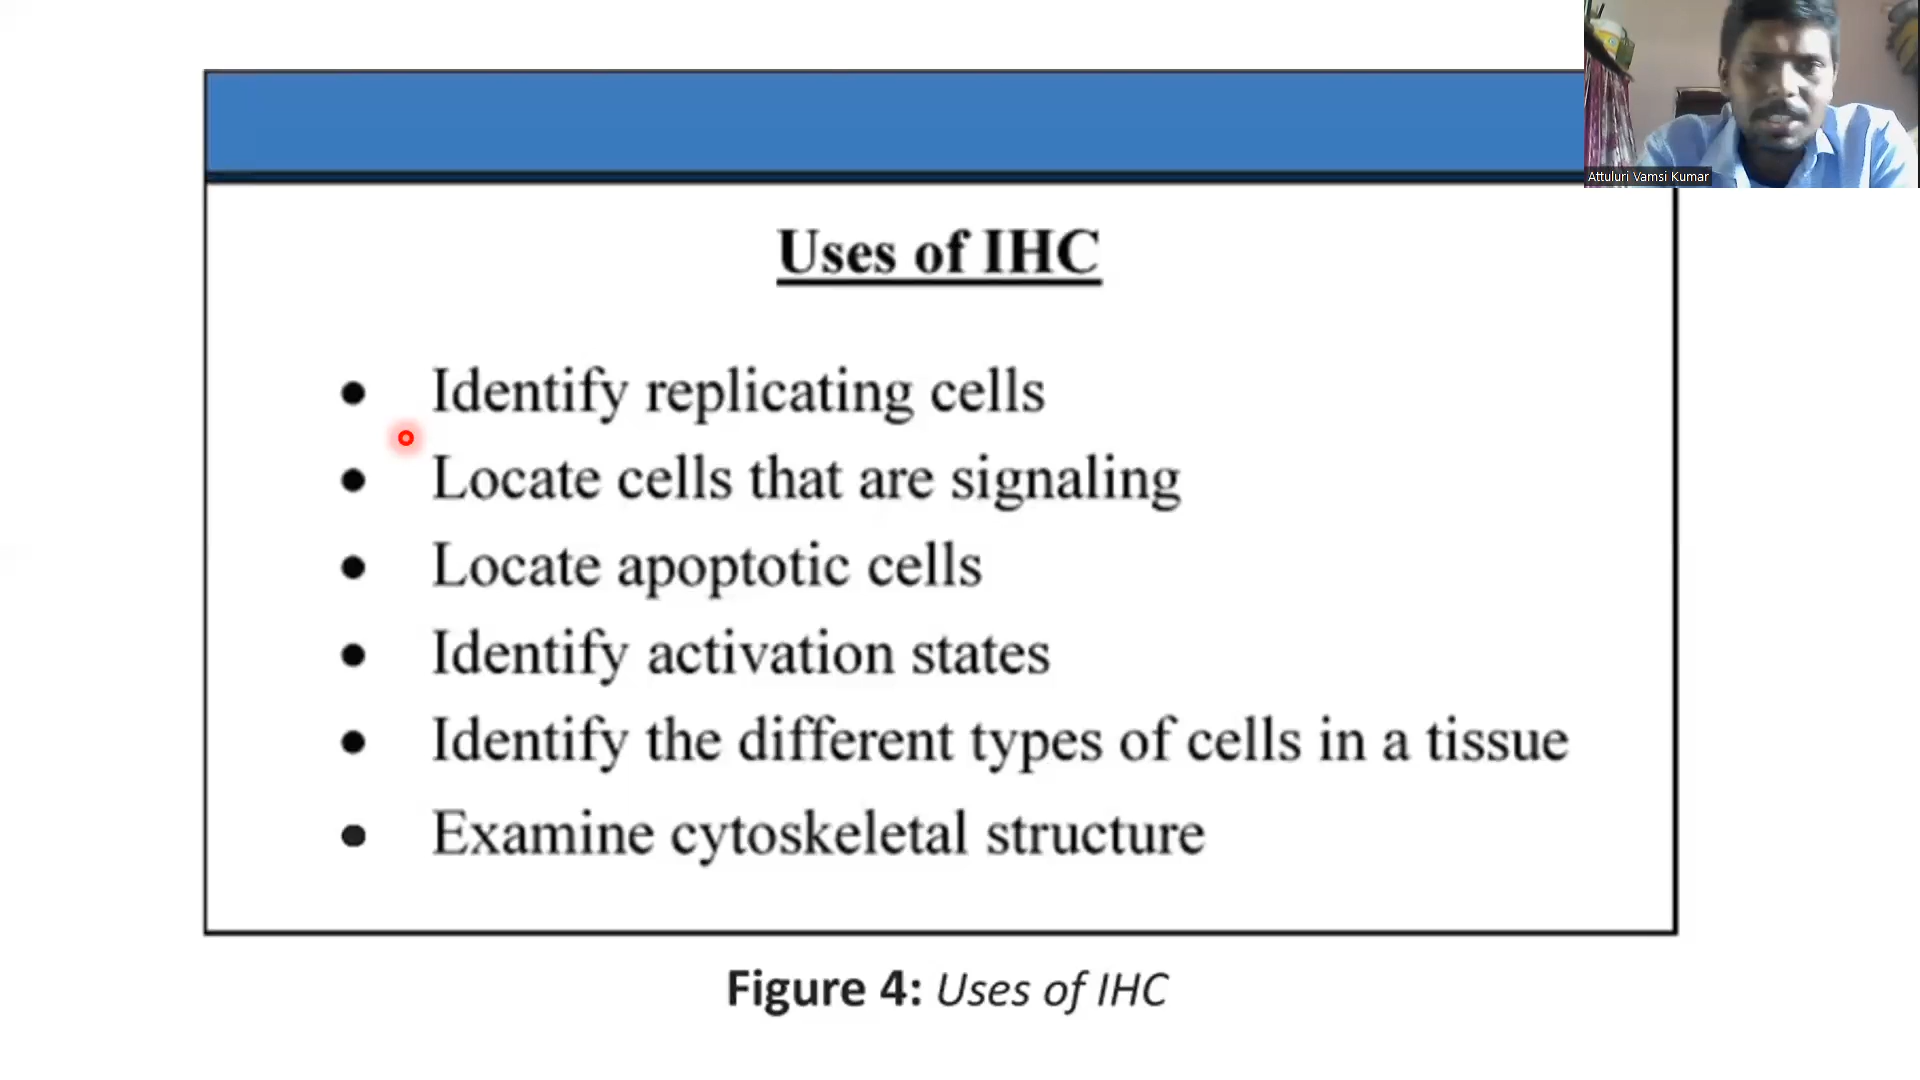 Attuluri Vamsi Kumar
Uses of IHC
• Identify replicating cells
• Locate cells that are signaling
• Locate apoptotic cells
• Identify activation states
• Identify the different types of cells in a tissue
• Examine cytoskeletal structure
Figure 4: Uses of IHC